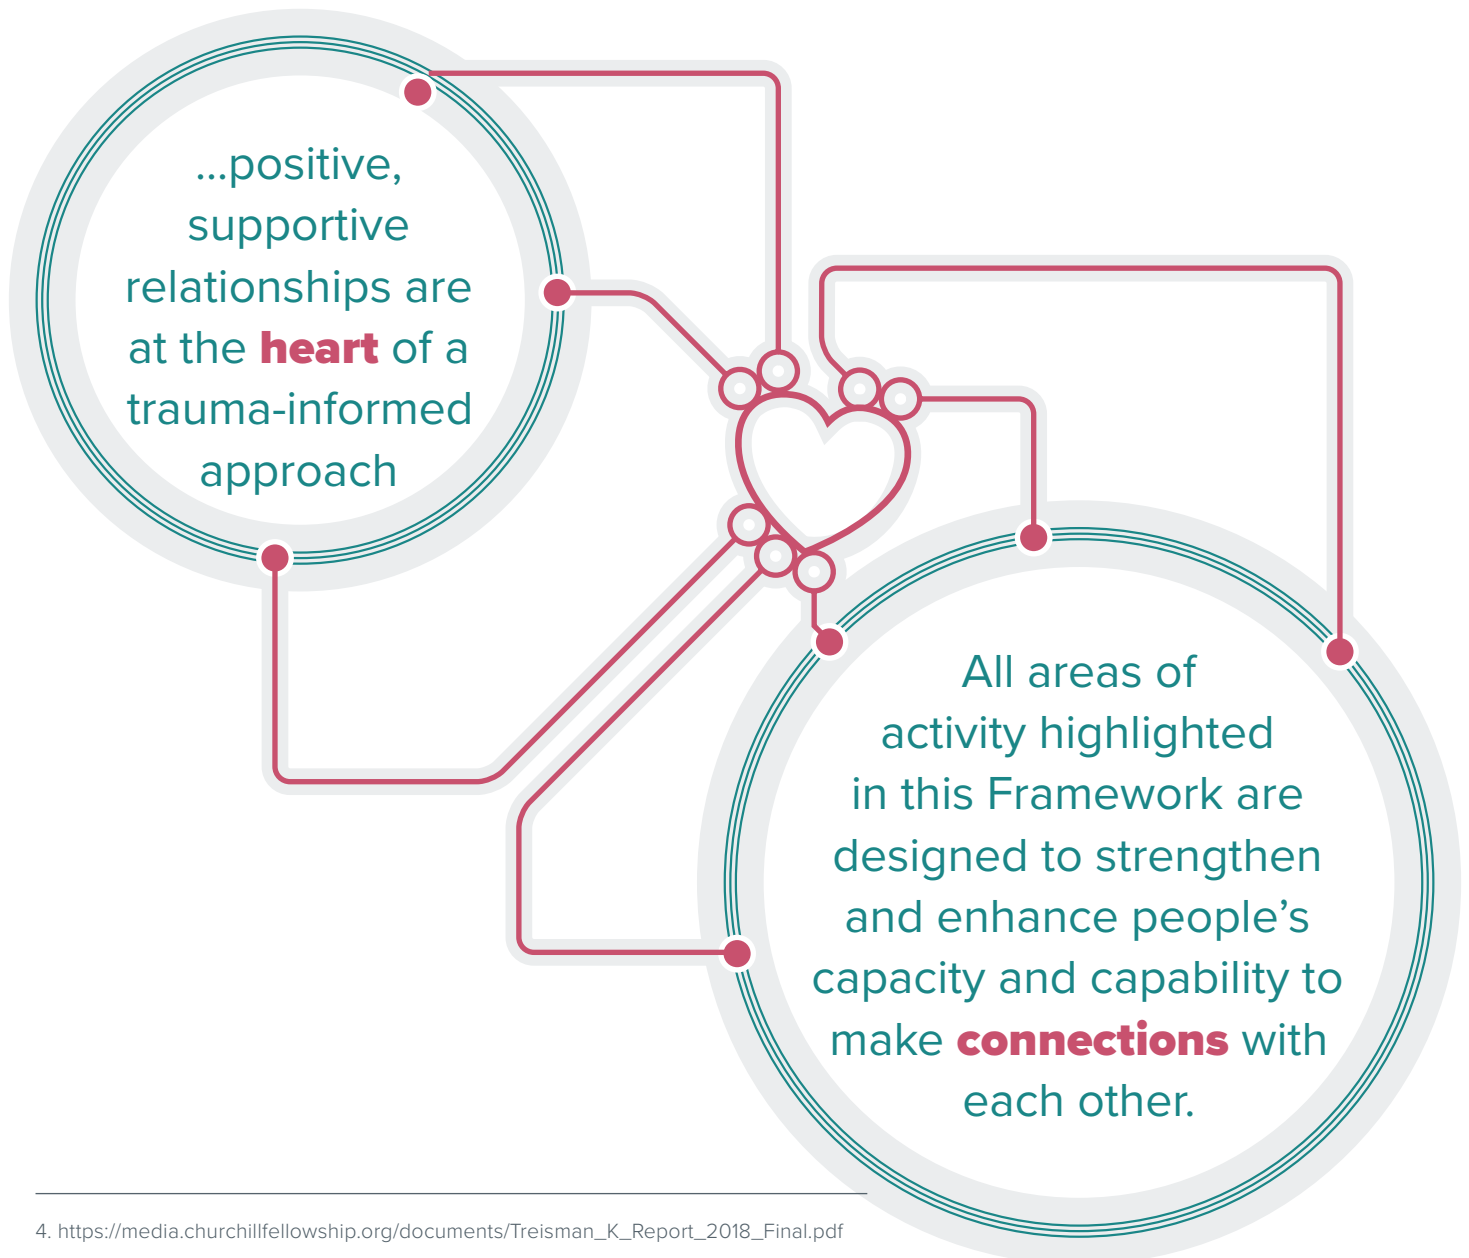 ...positive,
supportive
relationships are
at the heart of a
trauma-informed
approach
All areas of
activity highlighted
in this Framework are
designed to strengthen
and enhance people’s
capacity and capability to
make connections with
each other.
4. https://media.churchillfellowship.org/documents/Treisman_K_Report_2018_Final.pdf